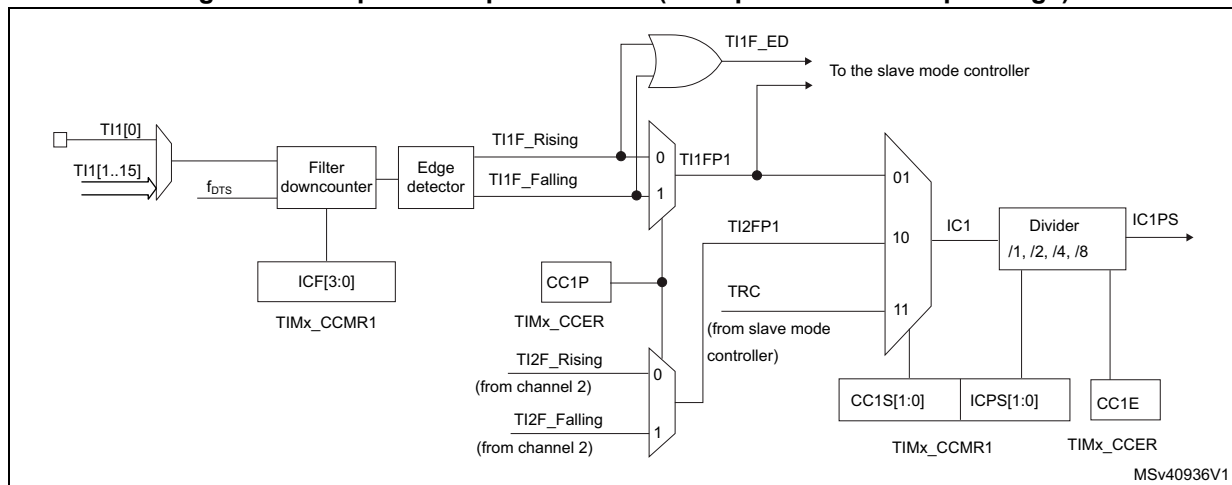 TI1F_ED
To the slave mode controller
TI1[0]
TI1[1..15]
fDTS
Filter
downcounter
Edge
detector
TI1F_Rising
TI1F_Falling
0
1
TI1FP1
01
TI2FP1
10
IC1
Divider
/1, /2, /4, /8
IC1PS
ICF[3:0]
TIMx_CCMR1
CC1P
TIMx_CCER
TRC
11
(from slave mode
controller)
TI2F_Rising
(from channel 2)
0
TI2F_Falling
(from channel 2)
1
CC1S[1:0]
ICPS[1:0]
TIMx_CCMR1
CC1E
TIMx_CCER
MSv40936V1